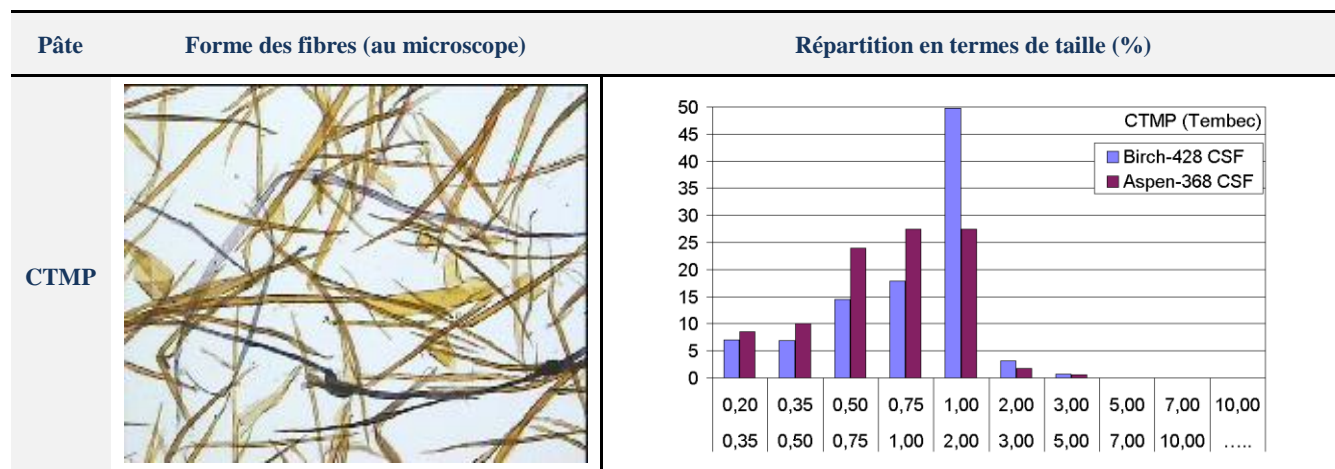 Pâte Forme des fibres (au microscope) Répartition en termes de taille (%)
CTMP
CTMP (Tembec)
Birch-428 CSF
Aspen-368 CSF
50
45
40
35
30
25
20
15
10
5
0
0,20 0,35 0,50 0,75 1,00 2,00 3,00 5,00 7,00 10,00
0,35 0,50 0,75 1,00 2,00 3,00 5,00 7,00 10,00 .....